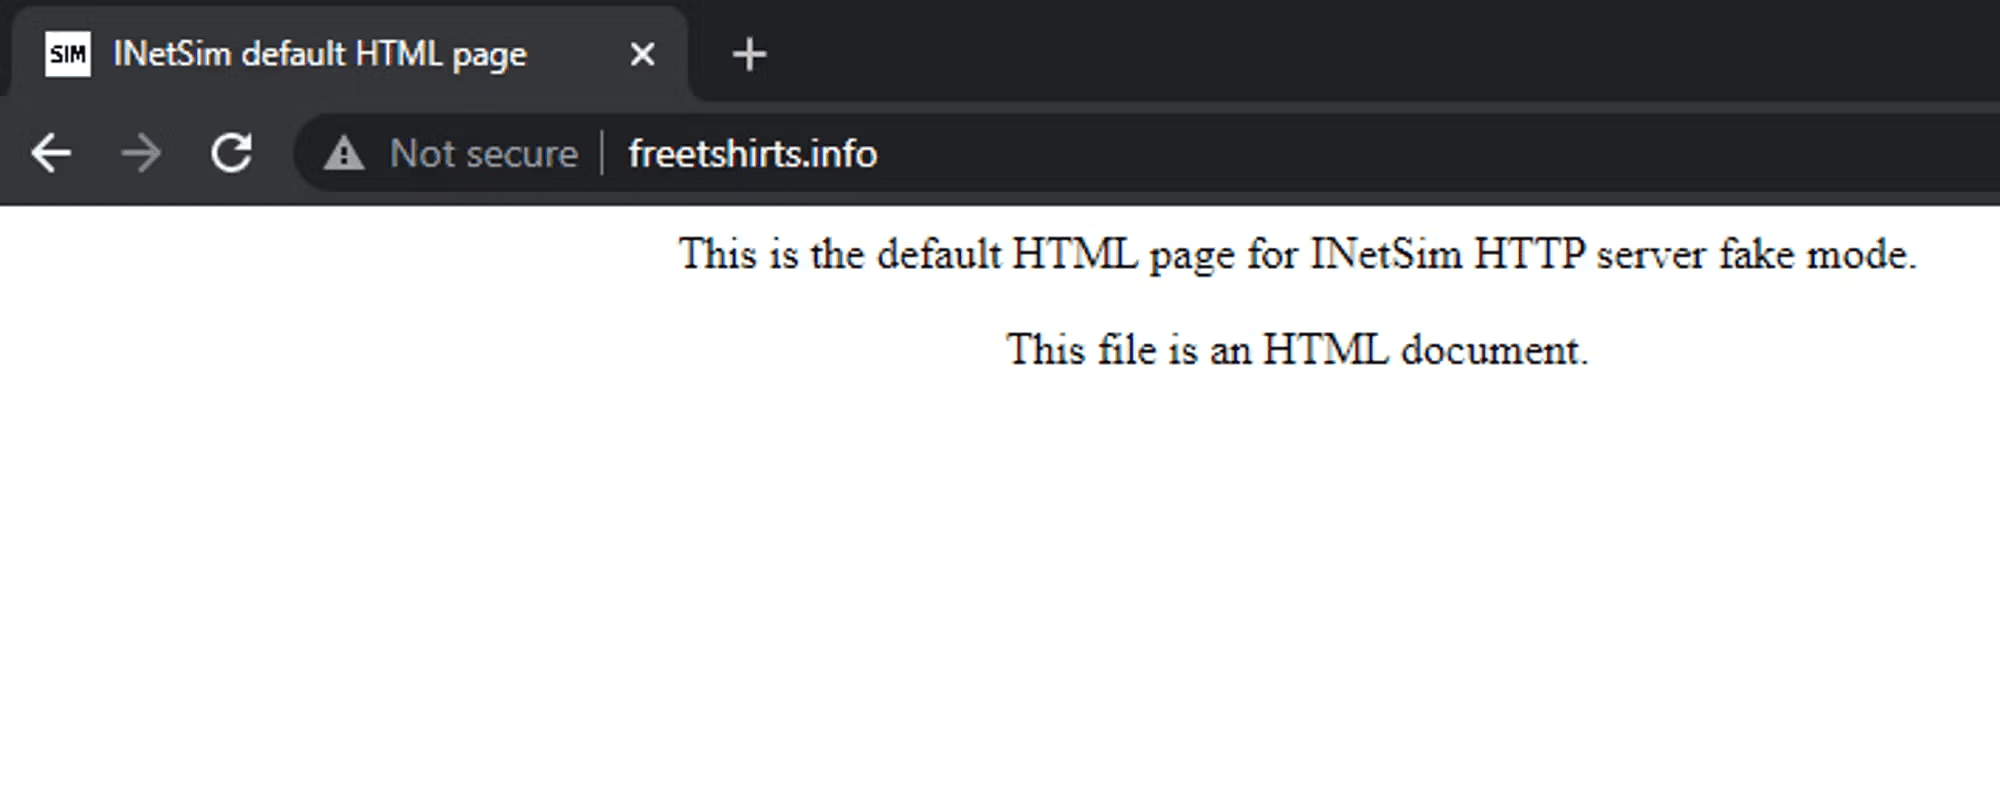 SIM INetSim default HTML page
Not secure freetshirts.info
This is the default HTML page for INetSim HTTP server fake mode.
This file is an HTML document.